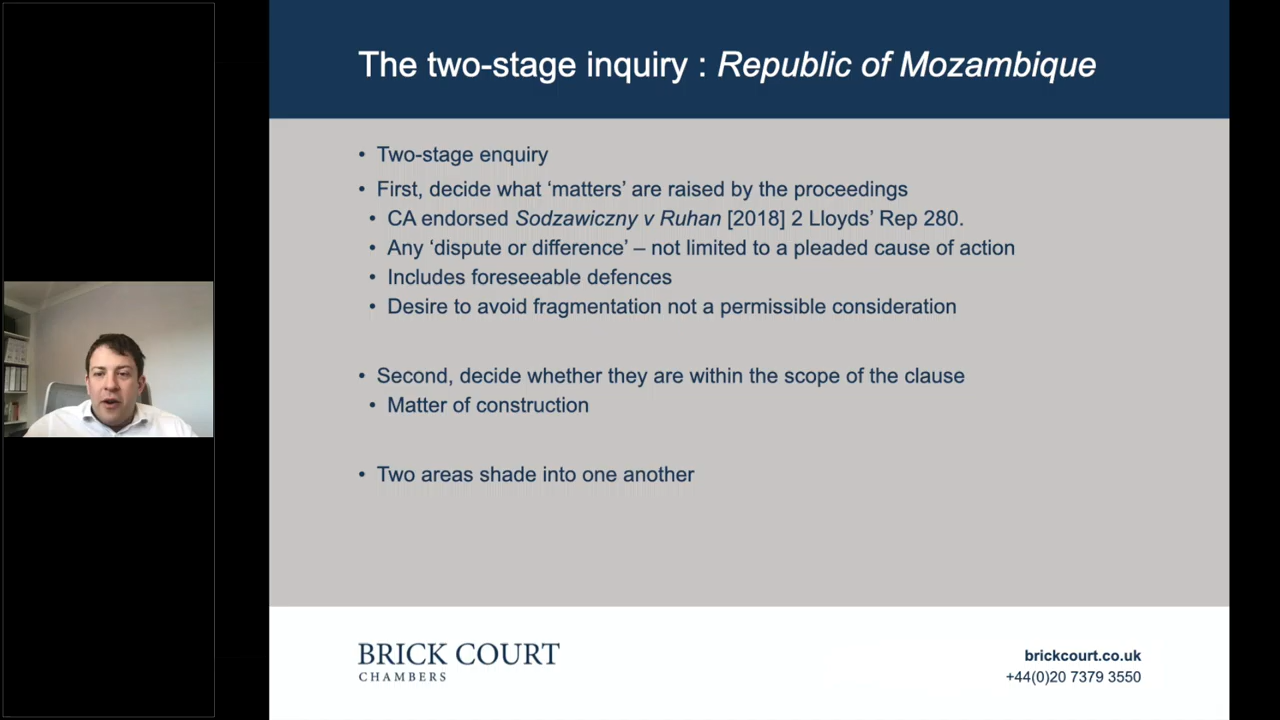 The two-stage inquiry : Republic of Mozambique
• Two-stage enquiry
• First, decide what ‘matters’ are raised by the proceedings
• CA endorsed Sodzawiczny v Ruhan [2018] 2 Lloyds’ Rep 280.
• Any ‘dispute or difference’ – not limited to a pleaded cause of action
• Includes foreseeable defences
• Desire to avoid fragmentation not a permissible consideration
• Second, decide whether they are within the scope of the clause
• Matter of construction
• Two areas shade into one another
BRICK COURT
CHAMBERS
brickcourt.co.uk
+44(0)20 7379 3550